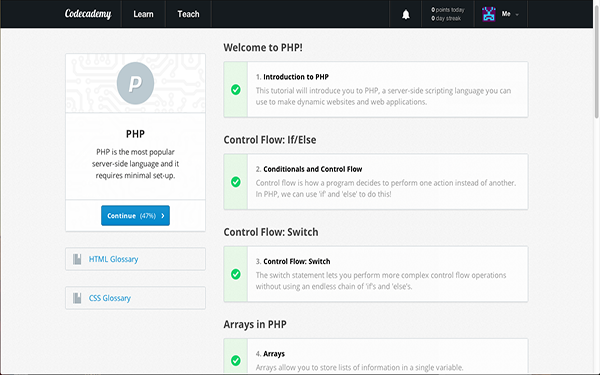 Codecademy
Learn
Teach
0 points today
0 day streak
Me
P
PHP
PHP is the most popular
server-side language and it
requires minimal set-up.
Continue (47%)
HTML Glossary
CSS Glossary
Welcome to PHP!
1. Introduction to PHP
This tutorial will introduce you to PHP, a server-side scripting language you can
use to make dynamic websites and web applications.
Control Flow: If/Else
2. Conditionals and Control Flow
Control flow is how a program decides to perform one action instead of another.
In PHP, we can use 'if' and 'else' to do this!
Control Flow: Switch
3. Control Flow: Switch
The switch statement lets you perform more complex control flow operations
without using an endless chain of 'if's and 'else's.
Arrays in PHP
4. Arrays
Arrays allow you to store lists of information in a single variable.